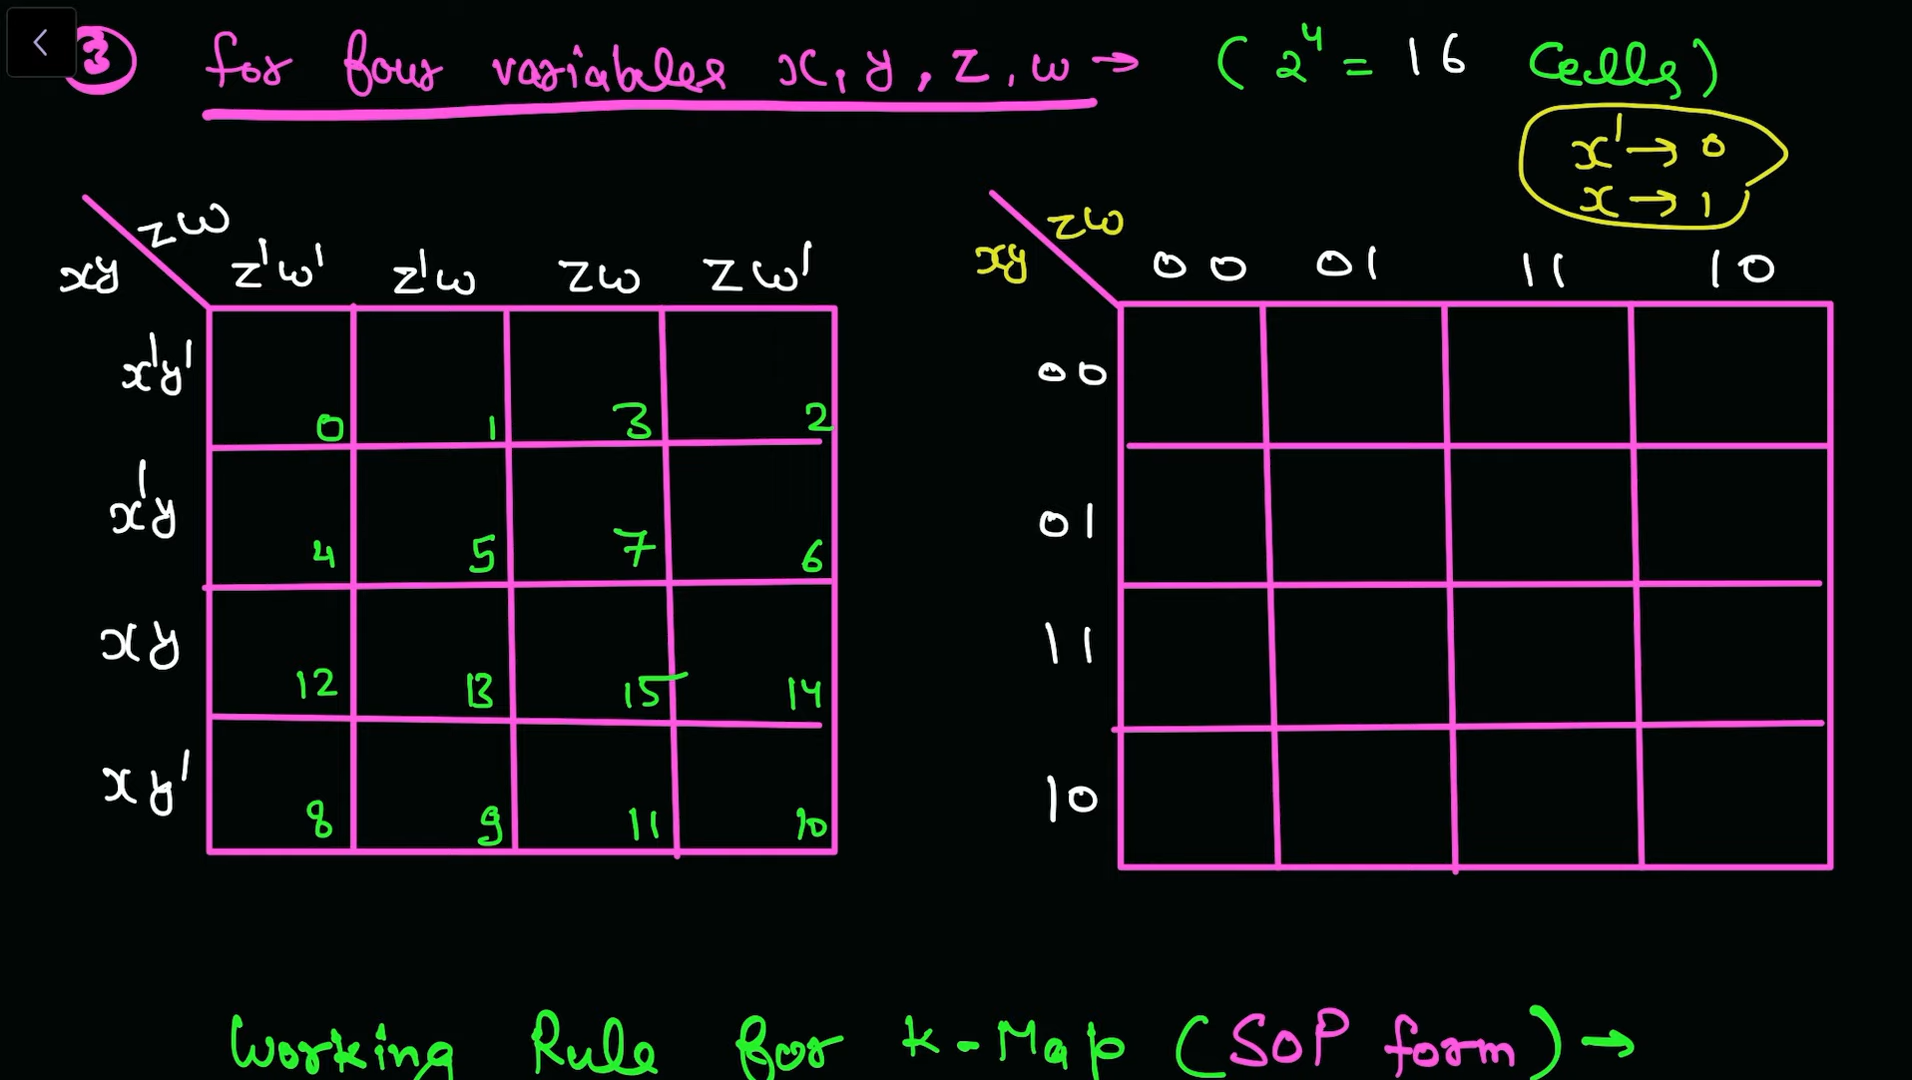 3 for four variables x, y, z, w → (2⁴ = 16 Cells)
x' → 0
x → 1
zw
xy z'w' z'w zw zw'
x'y' 0 1 3 2
x'y 4 5 7 6
xy 12 13 15 14
xy' 8 9 11 10
zw
xy 00 01 11 10
00
01
11
10
Working Rule for K-Map (SOP form) →